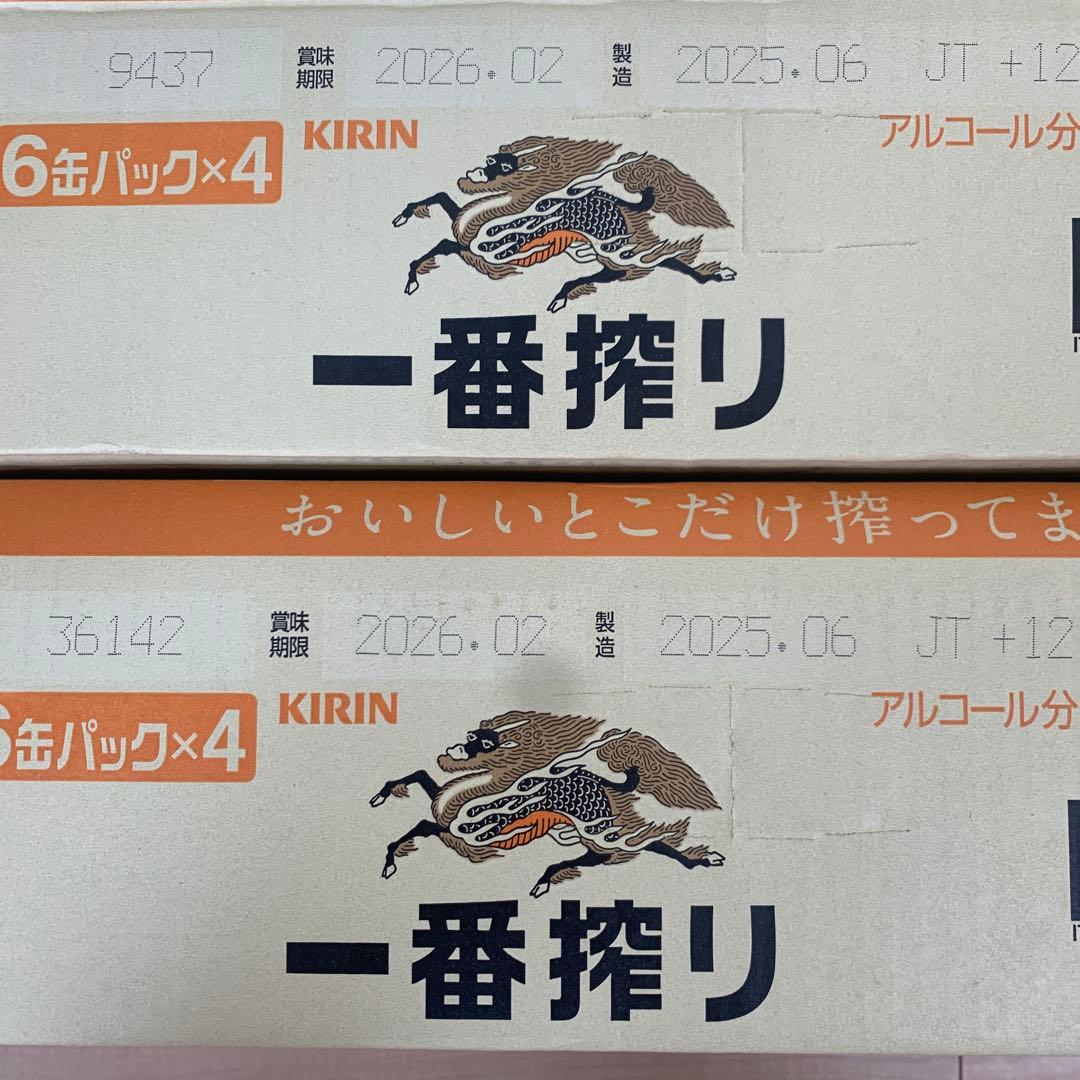 9437 賞味期限 2026.02 製造 2025.06 JT +12
6缶パック×4 KIRIN アルコール分
一番搾り
おいしいとこだけ搾ってま
36142 賞味期限 2026.02 製造 2025.06 JT +12
6缶パック×4 KIRIN アルコール分
一番搾り